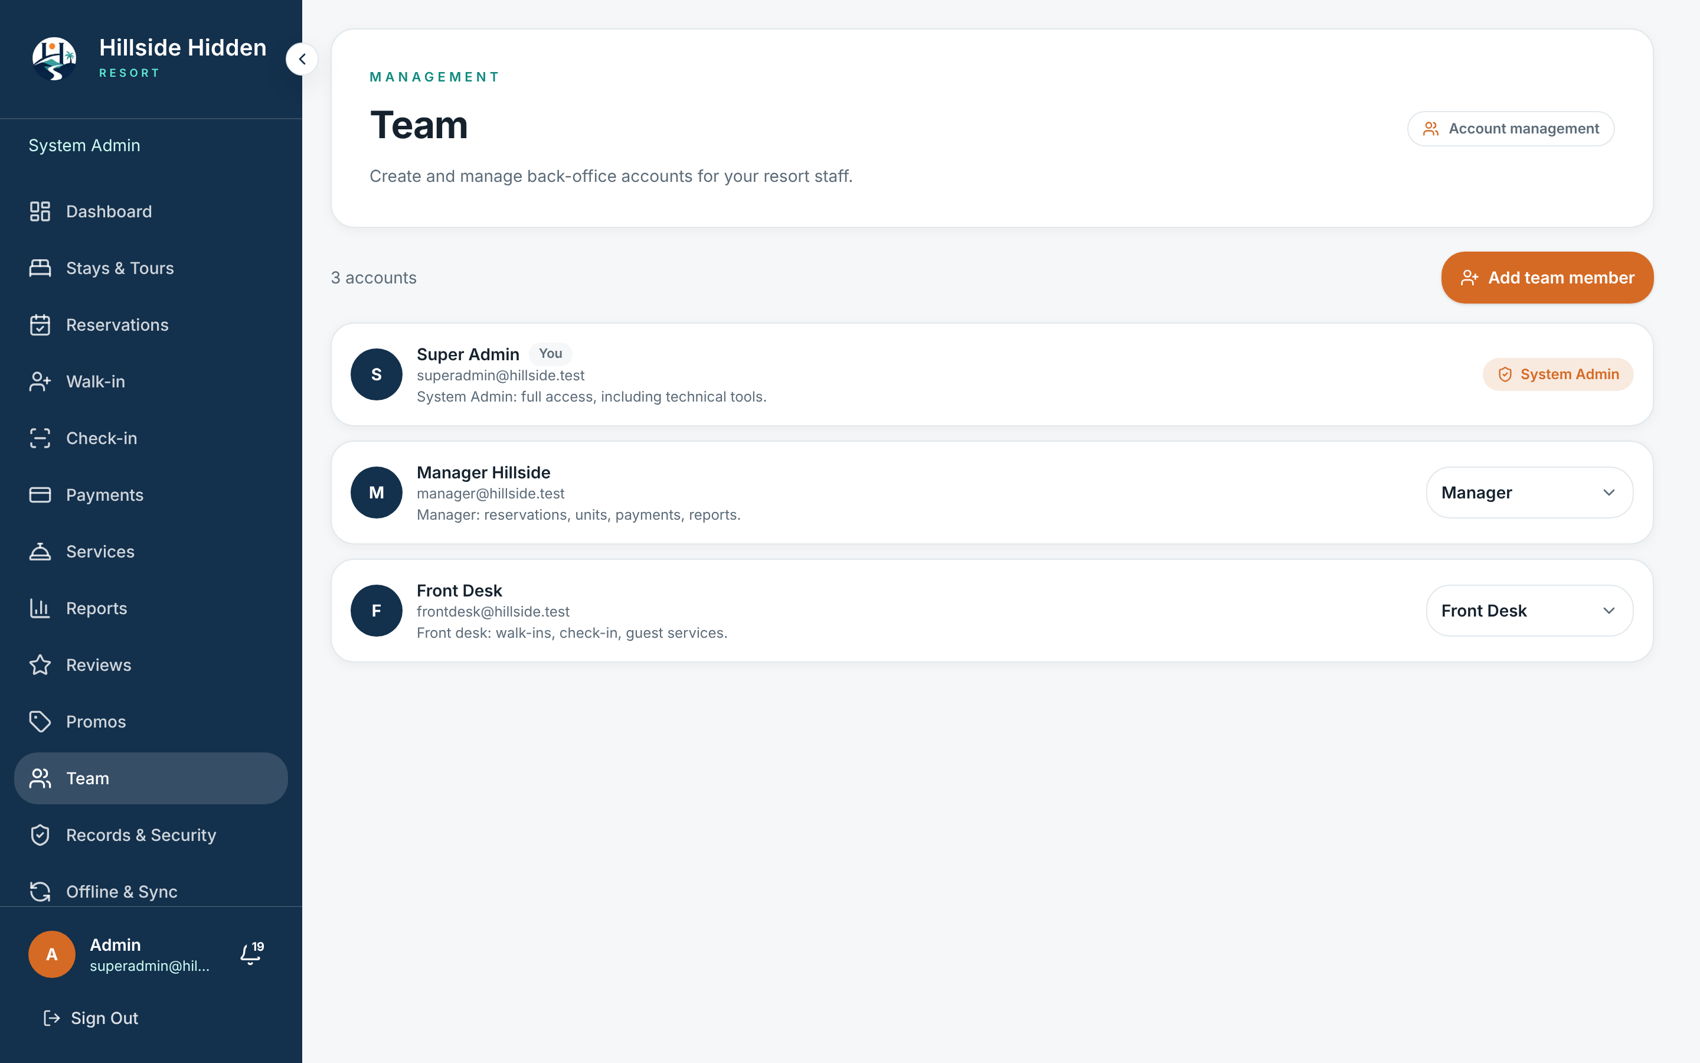 Hillside Hidden
RESORT
System Admin
Dashboard
Stays & Tours
Reservations
Walk-in
Check-in
Payments
Services
Reports
Reviews
Promos
Team
Records & Security
Offline & Sync
A
Admin
superadmin@hil...
19
Sign Out
MANAGEMENT
Team
Create and manage back-office accounts for your resort staff.
Account management
3 accounts
Add team member
S
Super Admin You
superadmin@hillside.test
System Admin: full access, including technical tools.
System Admin
M
Manager Hillside
manager@hillside.test
Manager: reservations, units, payments, reports.
Manager
F
Front Desk
frontdesk@hillside.test
Front desk: walk-ins, check-in, guest services.
Front Desk